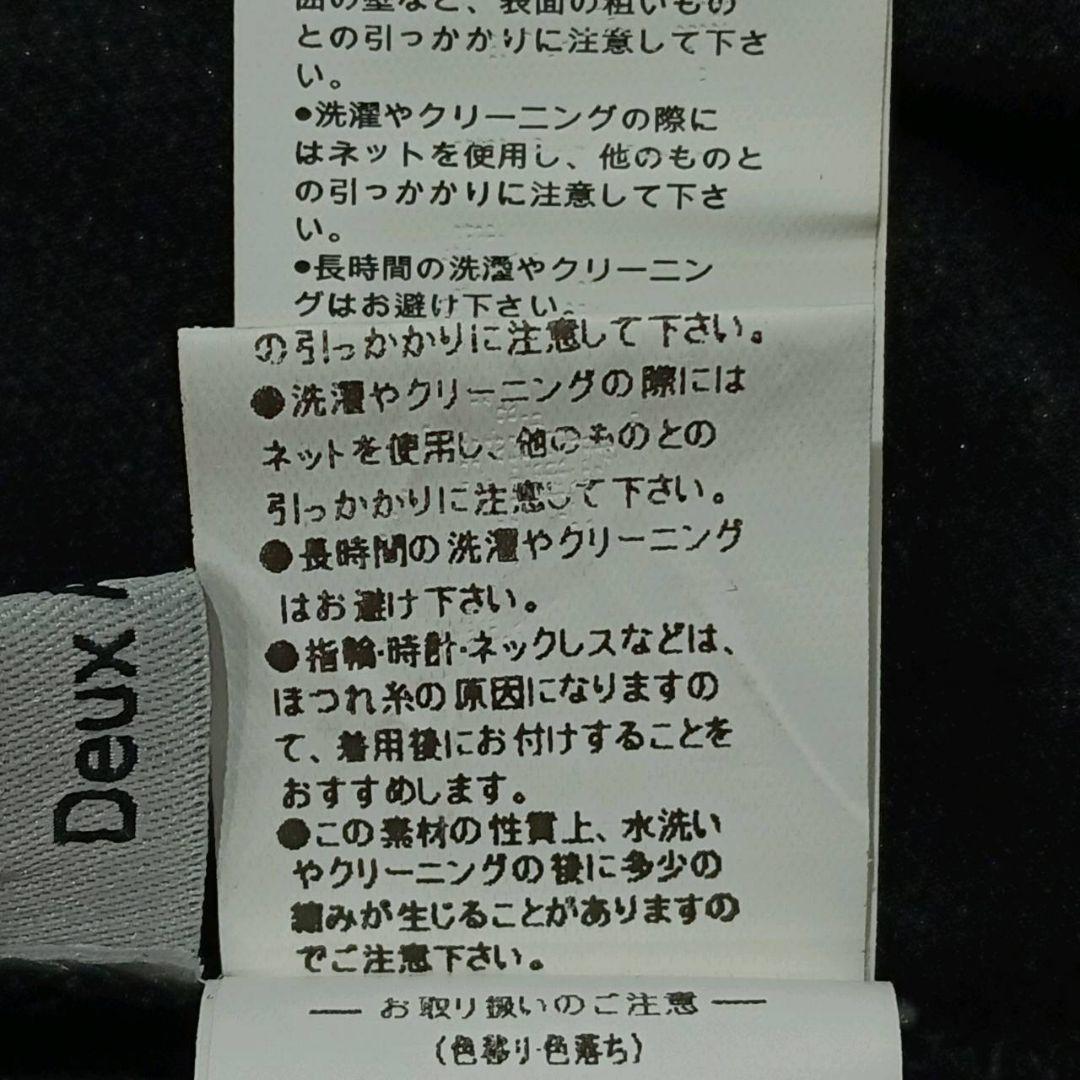 囲の壁など、表面の粗いもの
との引っかかりに注意して下さ
い。
●洗濯やクリーニングの際に
はネットを使用し、他のものと
の引っかかりに注意して下さ
い。
●長時間の洗濯やクリーニン
グはお避け下さい。
の引っかかりに注意して下さい。
●洗濯やクリーニングの際には
ネットを使用し、他のものとの
引っかかりに注意して下さい。
●長時間の洗濯やクリーニング
はお避け下さい。
●指輪・時計・ネックレスなどは、
ほつれ糸の原因になりますの
で、着用後にお付けすることを
おすすめします。
●この素材の性質上、水洗い
やクリーニングの後に多少の
縮みが生じることがありますの
でご注意下さい。
― お取り扱いのご注意 ―
(色移り・色落ち)
Deux